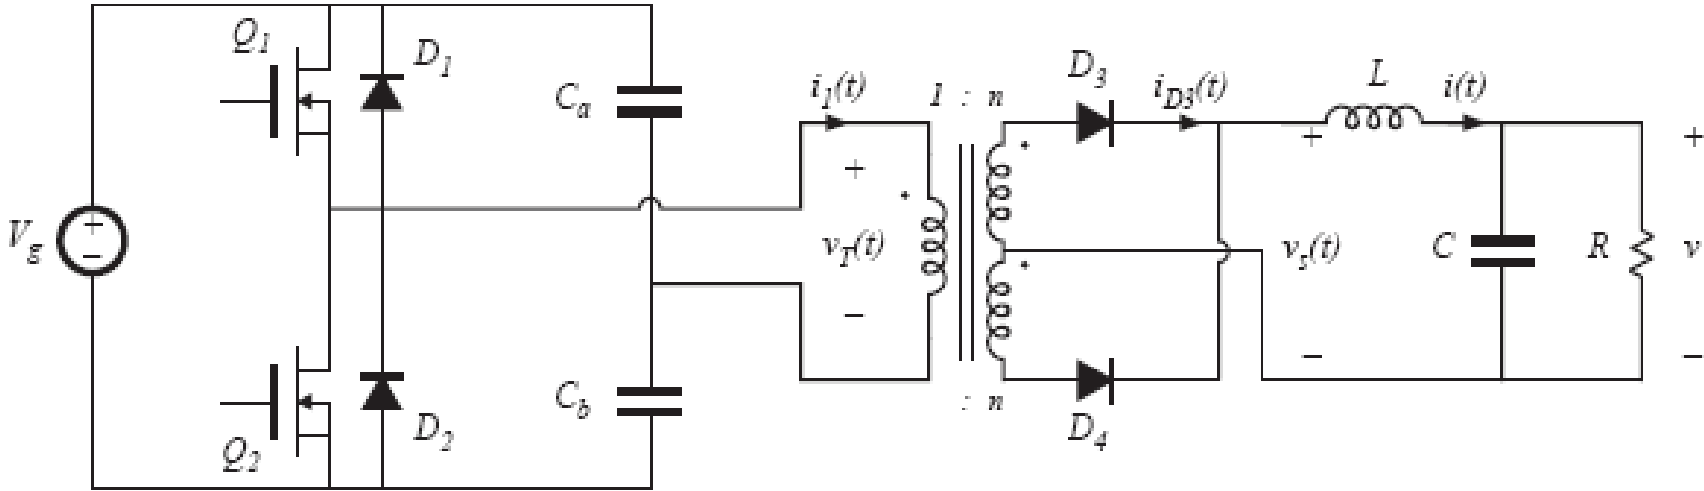 Q1
D1
Ca
i1(t)
1 : n
D3
iD3(t)
L
i(t)
+
+
+
Vg
+
−
vT(t)
vs(t)
C
R
v
−
−
−
Cb
Q2
D2
: n
D4